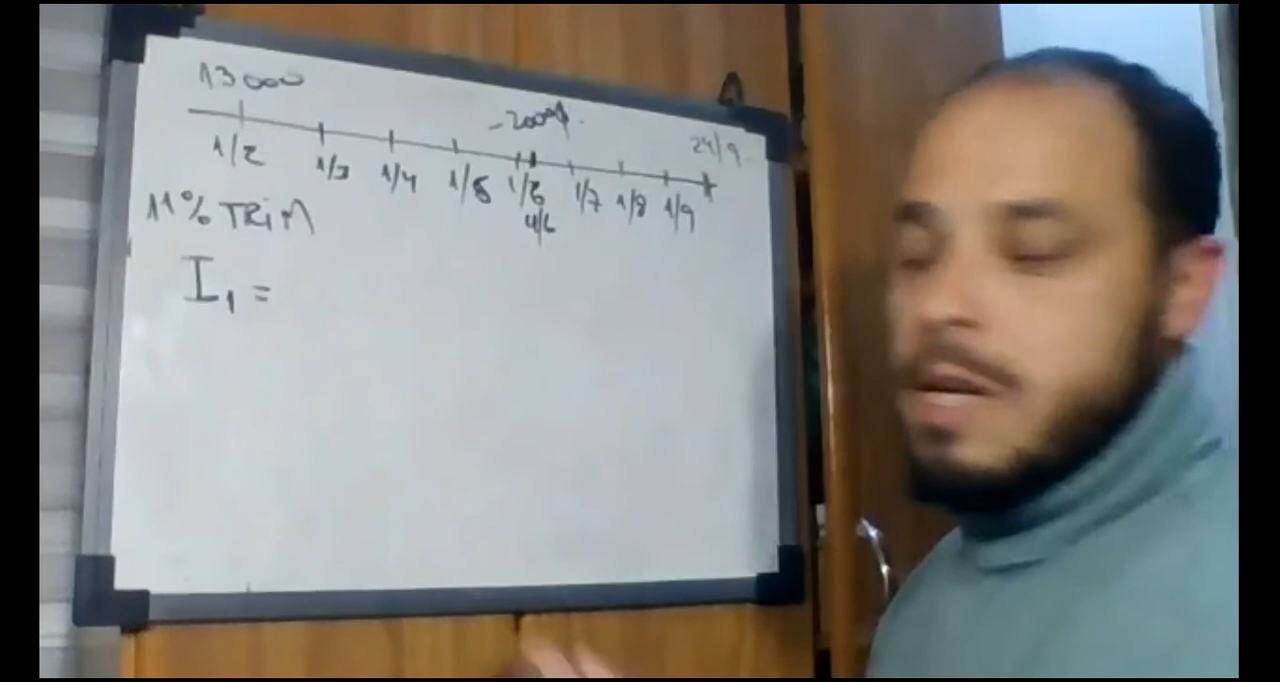 13000
-2000$
24/9
1/2 1/3 1/4 1/5 1/6 1/7 1/8 1/9
4/6
11% TRIM
I₁ =